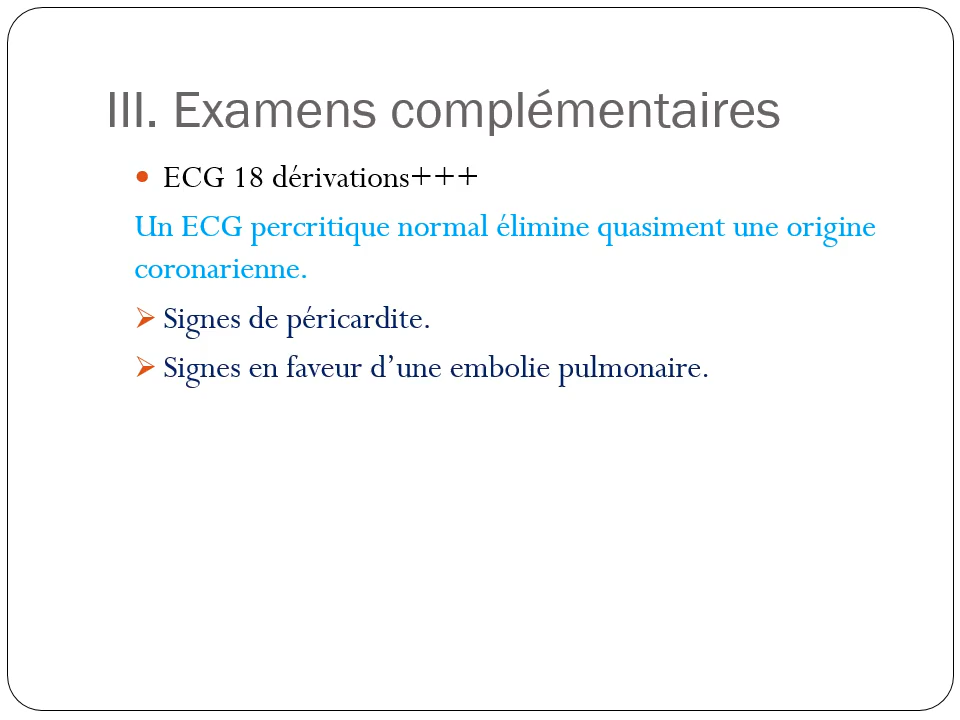 III. Examens complémentaires
• ECG 18 dérivations+++
Un ECG percritique normal élimine quasiment une origine
coronarienne.
➢ Signes de péricardite.
➢ Signes en faveur d’une embolie pulmonaire.